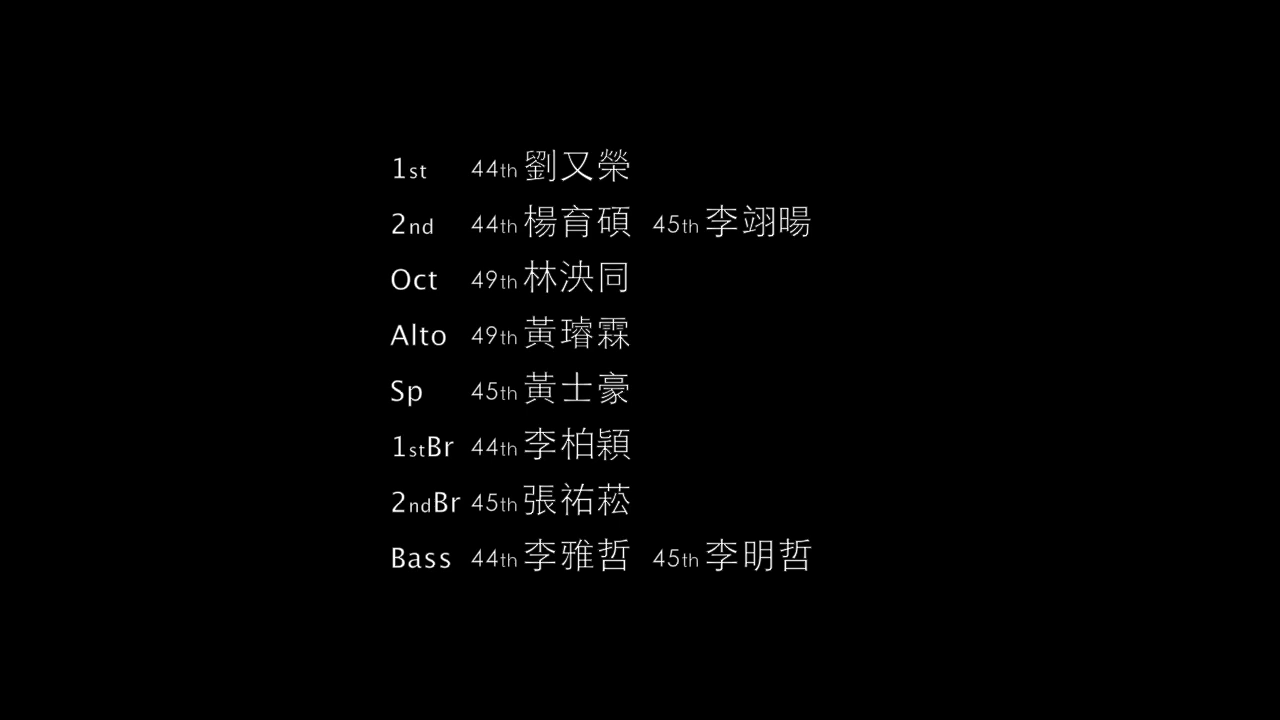 1st 44th 劉又榮
2nd 44th 楊育碩 45th 李翊暘
Oct 49th 林泱同
Alto 49th 黃璿霖
Sp 45th 黃士豪
1stBr 44th 李柏穎
2ndBr 45th 張祐菘
Bass 44th 李雅哲 45th 李明哲